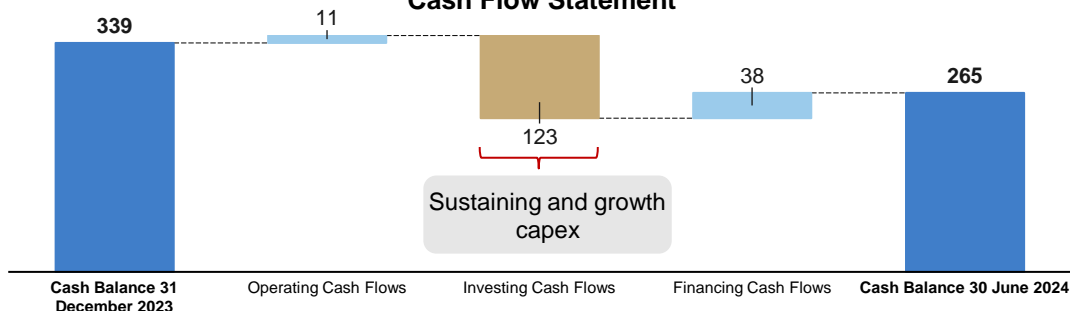 Cash Flow Statement
339
11
123
38
265
Sustaining and growth
capex
Cash Balance 31
December 2023
Operating Cash Flows
Investing Cash Flows
Financing Cash Flows
Cash Balance 30 June 2024